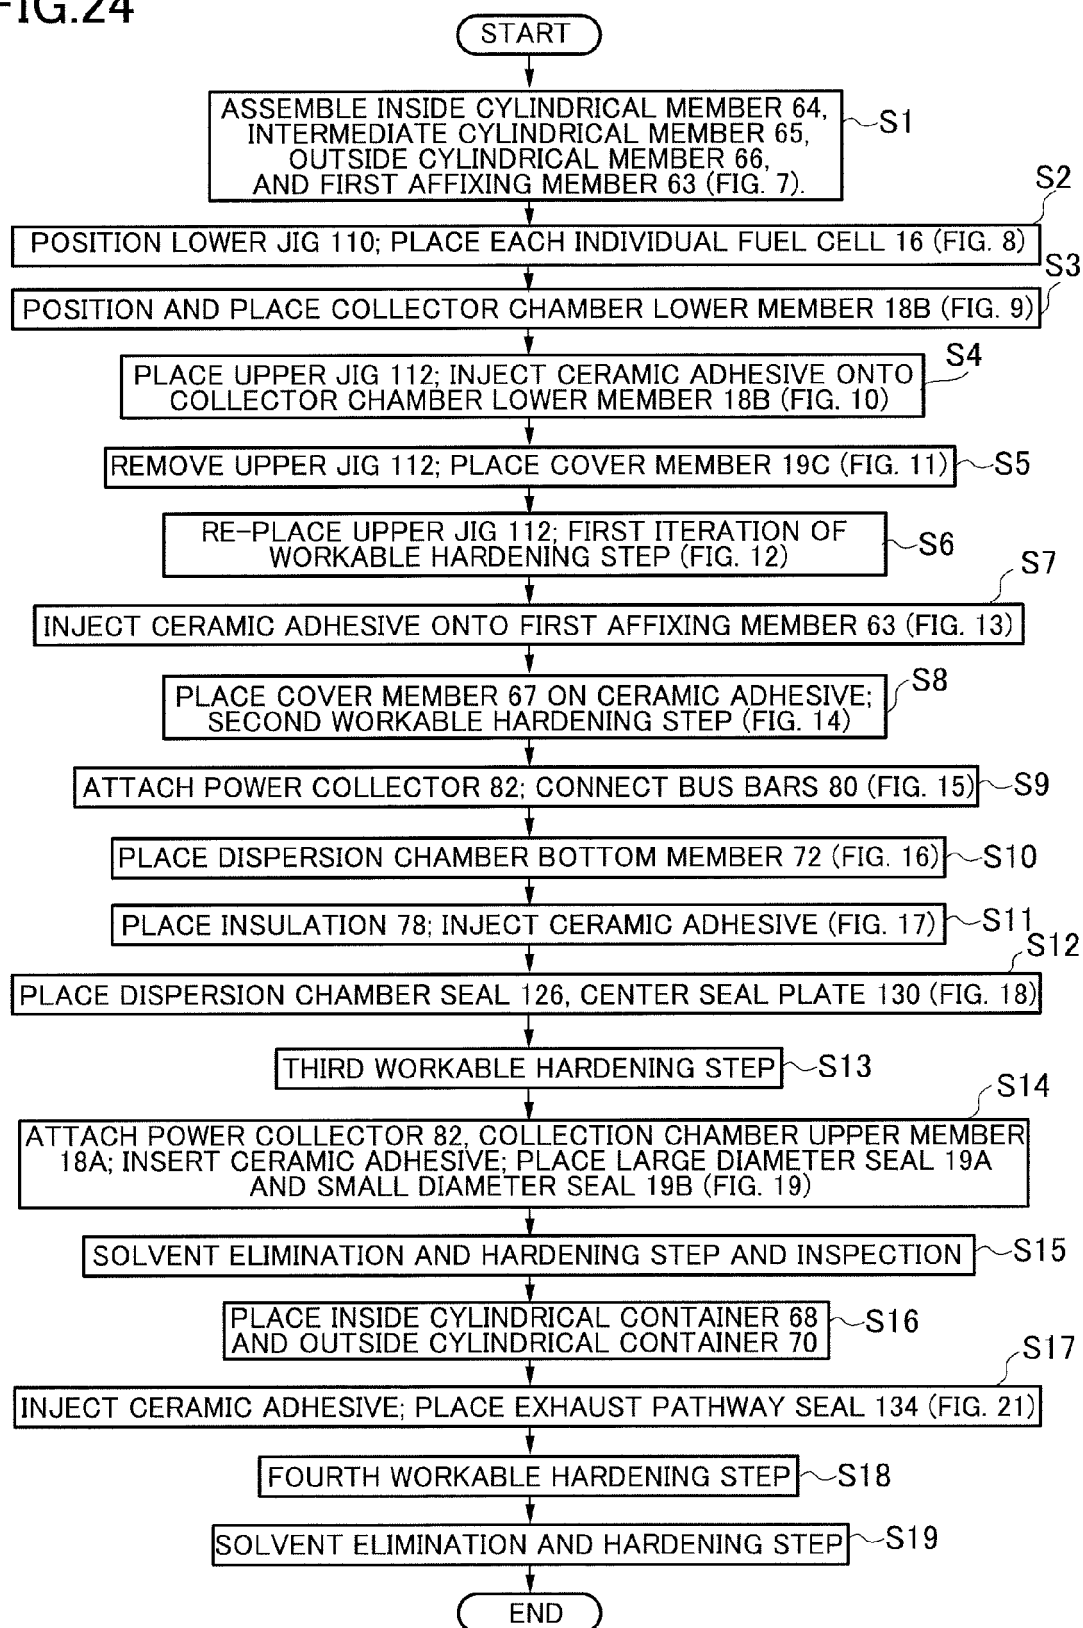 FIG.24
START
ASSEMBLE INSIDE CYLINDRICAL MEMBER 64,
INTERMEDIATE CYLINDRICAL MEMBER 65,
OUTSIDE CYLINDRICAL MEMBER 66,
AND FIRST AFFIXING MEMBER 63 (FIG. 7).
S1
S2
POSITION LOWER JIG 110; PLACE EACH INDIVIDUAL FUEL CELL 16 (FIG. 8)
S3
POSITION AND PLACE COLLECTOR CHAMBER LOWER MEMBER 18B (FIG. 9)
S4
PLACE UPPER JIG 112; INJECT CERAMIC ADHESIVE ONTO
COLLECTOR CHAMBER LOWER MEMBER 18B (FIG. 10)
REMOVE UPPER JIG 112; PLACE COVER MEMBER 19C (FIG. 11)
S5
RE-PLACE UPPER JIG 112; FIRST ITERATION OF
WORKABLE HARDENING STEP (FIG. 12)
S6
S7
INJECT CERAMIC ADHESIVE ONTO FIRST AFFIXING MEMBER 63 (FIG. 13)
S8
PLACE COVER MEMBER 67 ON CERAMIC ADHESIVE;
SECOND WORKABLE HARDENING STEP (FIG. 14)
ATTACH POWER COLLECTOR 82; CONNECT BUS BARS 80 (FIG. 15)
S9
PLACE DISPERSION CHAMBER BOTTOM MEMBER 72 (FIG. 16)
S10
PLACE INSULATION 78; INJECT CERAMIC ADHESIVE (FIG. 17)
S11
S12
PLACE DISPERSION CHAMBER SEAL 126, CENTER SEAL PLATE 130 (FIG. 18)
THIRD WORKABLE HARDENING STEP
S13
S14
ATTACH POWER COLLECTOR 82, COLLECTION CHAMBER UPPER MEMBER
18A; INSERT CERAMIC ADHESIVE; PLACE LARGE DIAMETER SEAL 19A
AND SMALL DIAMETER SEAL 19B (FIG. 19)
SOLVENT ELIMINATION AND HARDENING STEP AND INSPECTION
S15
PLACE INSIDE CYLINDRICAL CONTAINER 68
AND OUTSIDE CYLINDRICAL CONTAINER 70
S16
S17
INJECT CERAMIC ADHESIVE; PLACE EXHAUST PATHWAY SEAL 134 (FIG. 21)
FOURTH WORKABLE HARDENING STEP
S18
SOLVENT ELIMINATION AND HARDENING STEP
S19
END